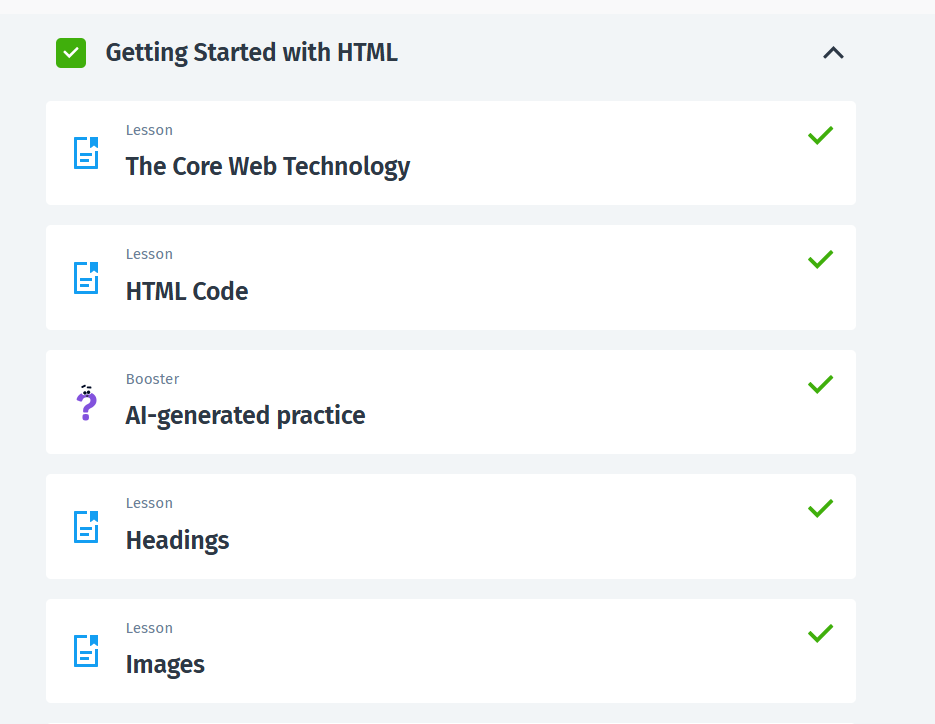 Getting Started with HTML
Lesson
The Core Web Technology
Lesson
HTML Code
Booster
AI-generated practice
Lesson
Headings
Lesson
Images